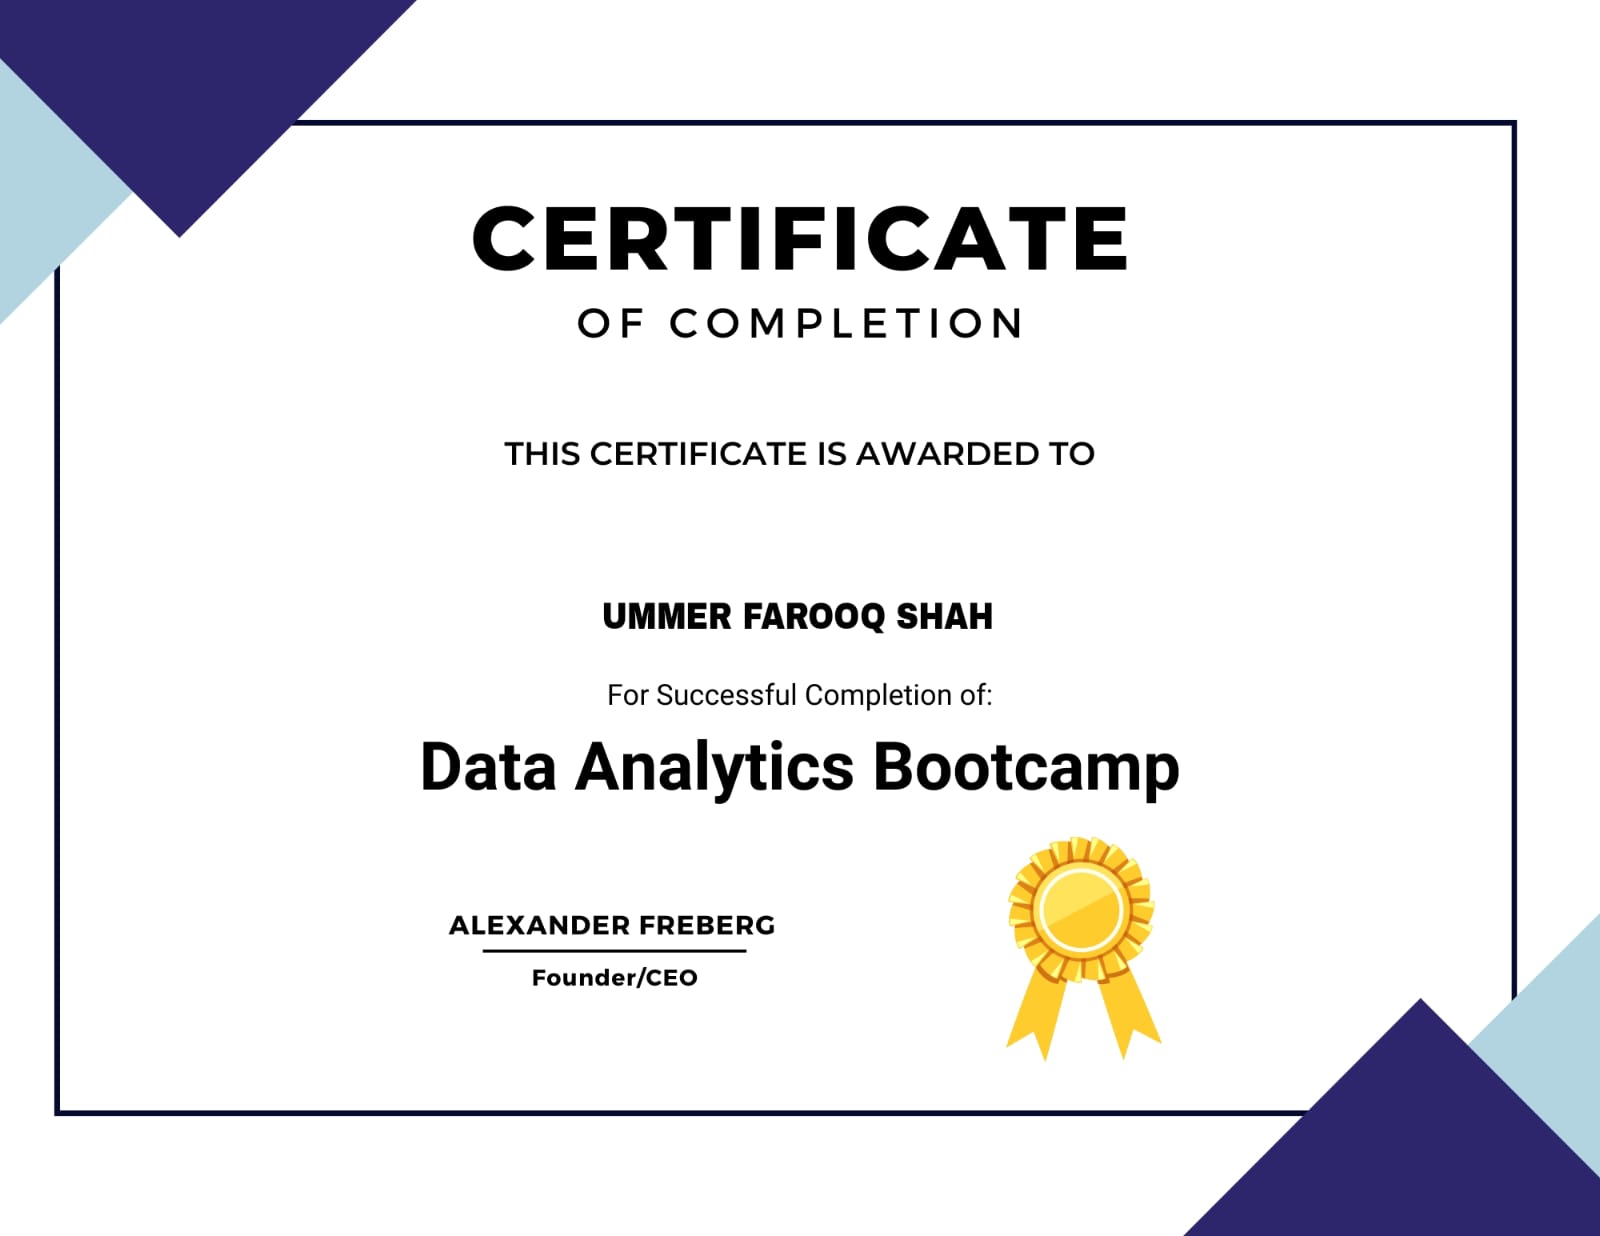 CERTIFICATE
OF COMPLETION
THIS CERTIFICATE IS AWARDED TO
UMMER FAROOQ SHAH
For Successful Completion of:
Data Analytics Bootcamp
ALEXANDER FREBERG
Founder/CEO